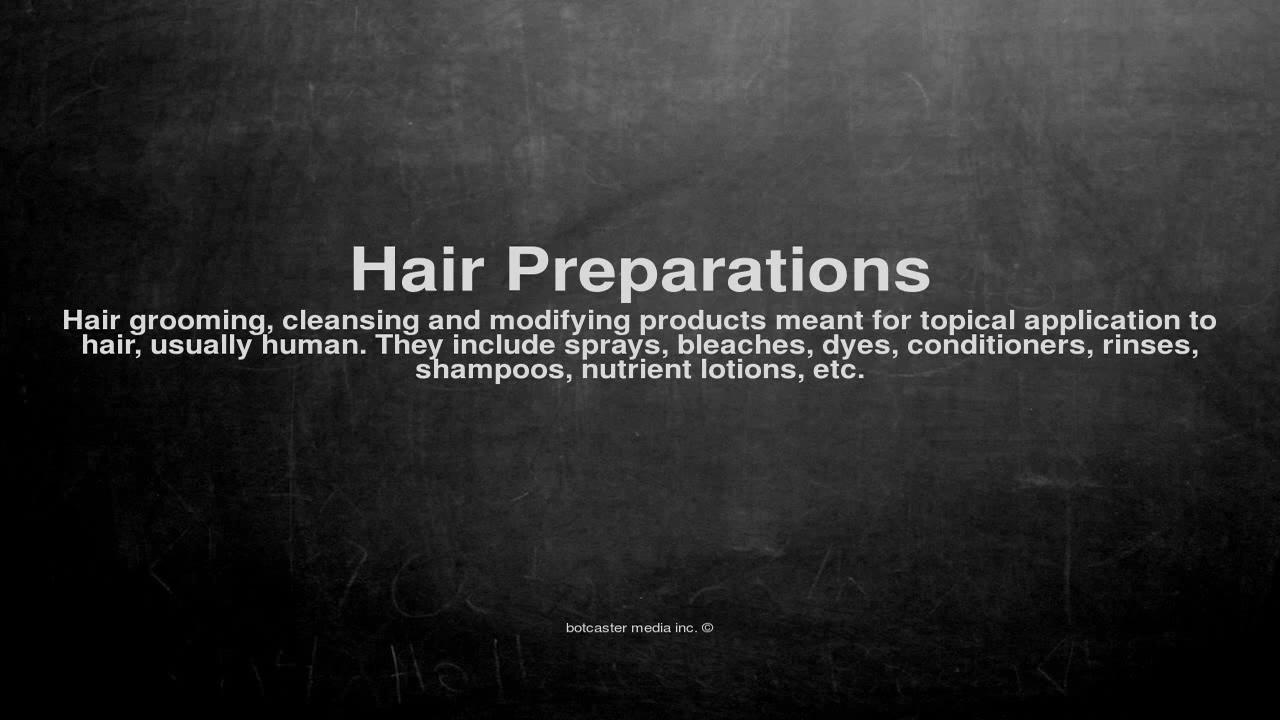 Hair Preparations
Hair grooming, cleansing and modifying products meant for topical application to
hair, usually human. They include sprays, bleaches, dyes, conditioners, rinses,
shampoos, nutrient lotions, etc.
botcaster media inc. ©